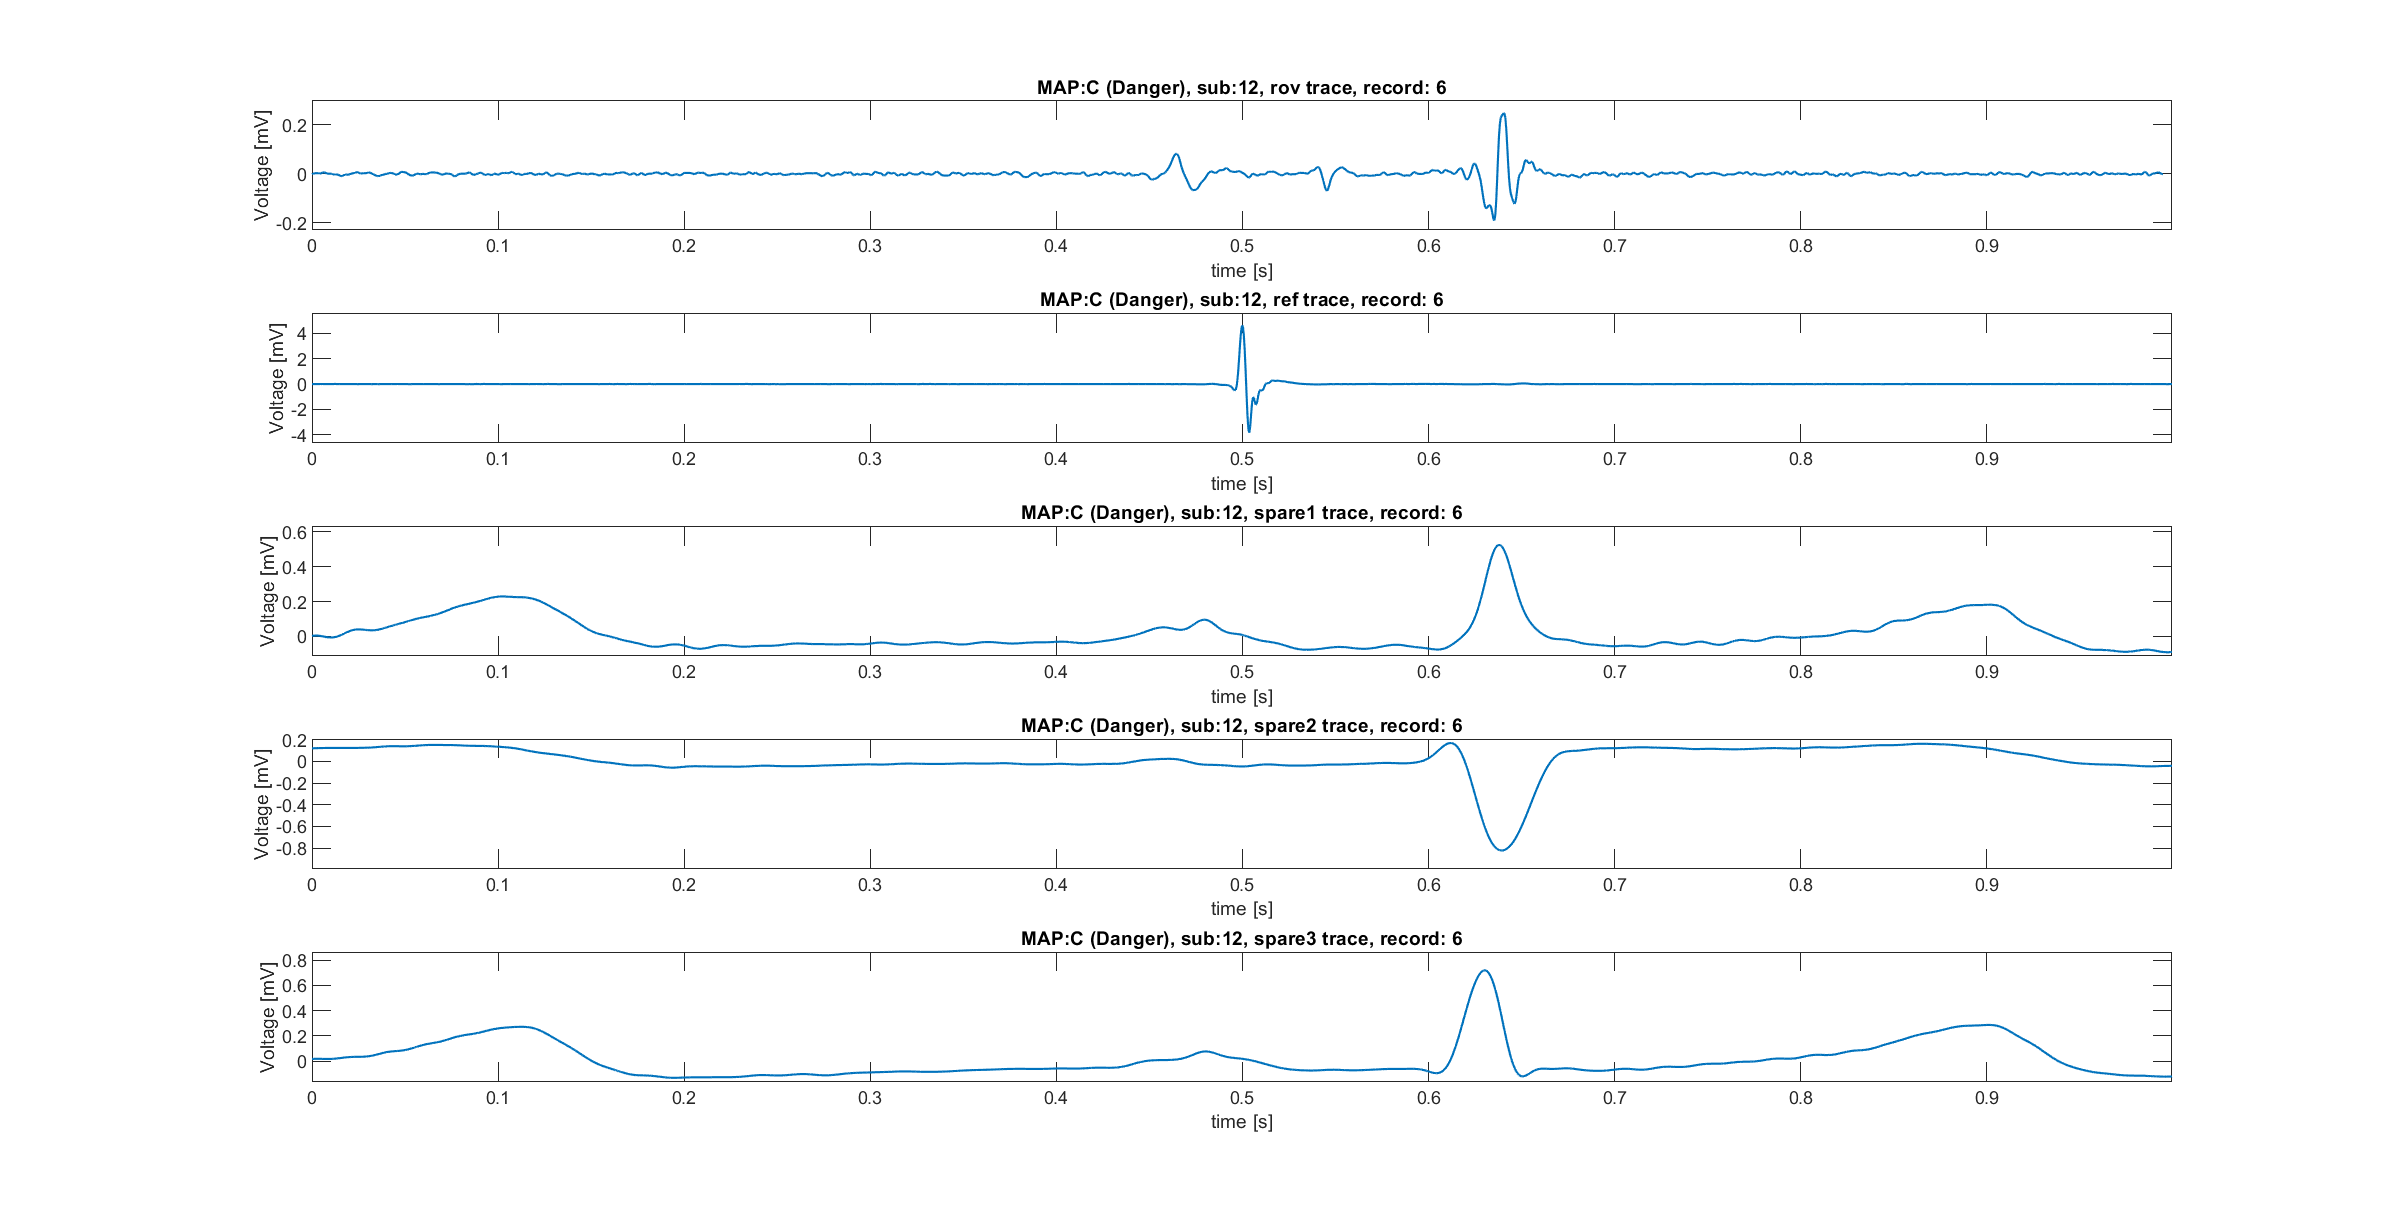 MAP:C (Danger), sub:12, rov trace, record: 6
Voltage [mV]
0.2
0
-0.2
0 0.1 0.2 0.3 0.4 0.5 0.6 0.7 0.8 0.9
time [s]
MAP:C (Danger), sub:12, ref trace, record: 6
Voltage [mV]
4
2
0
-2
-4
0 0.1 0.2 0.3 0.4 0.5 0.6 0.7 0.8 0.9
time [s]
MAP:C (Danger), sub:12, spare1 trace, record: 6
Voltage [mV]
0.6
0.4
0.2
0
0 0.1 0.2 0.3 0.4 0.5 0.6 0.7 0.8 0.9
time [s]
MAP:C (Danger), sub:12, spare2 trace, record: 6
Voltage [mV]
0.2
0
-0.2
-0.4
-0.6
-0.8
0 0.1 0.2 0.3 0.4 0.5 0.6 0.7 0.8 0.9
time [s]
MAP:C (Danger), sub:12, spare3 trace, record: 6
Voltage [mV]
0.8
0.6
0.4
0.2
0
0 0.1 0.2 0.3 0.4 0.5 0.6 0.7 0.8 0.9
time [s]